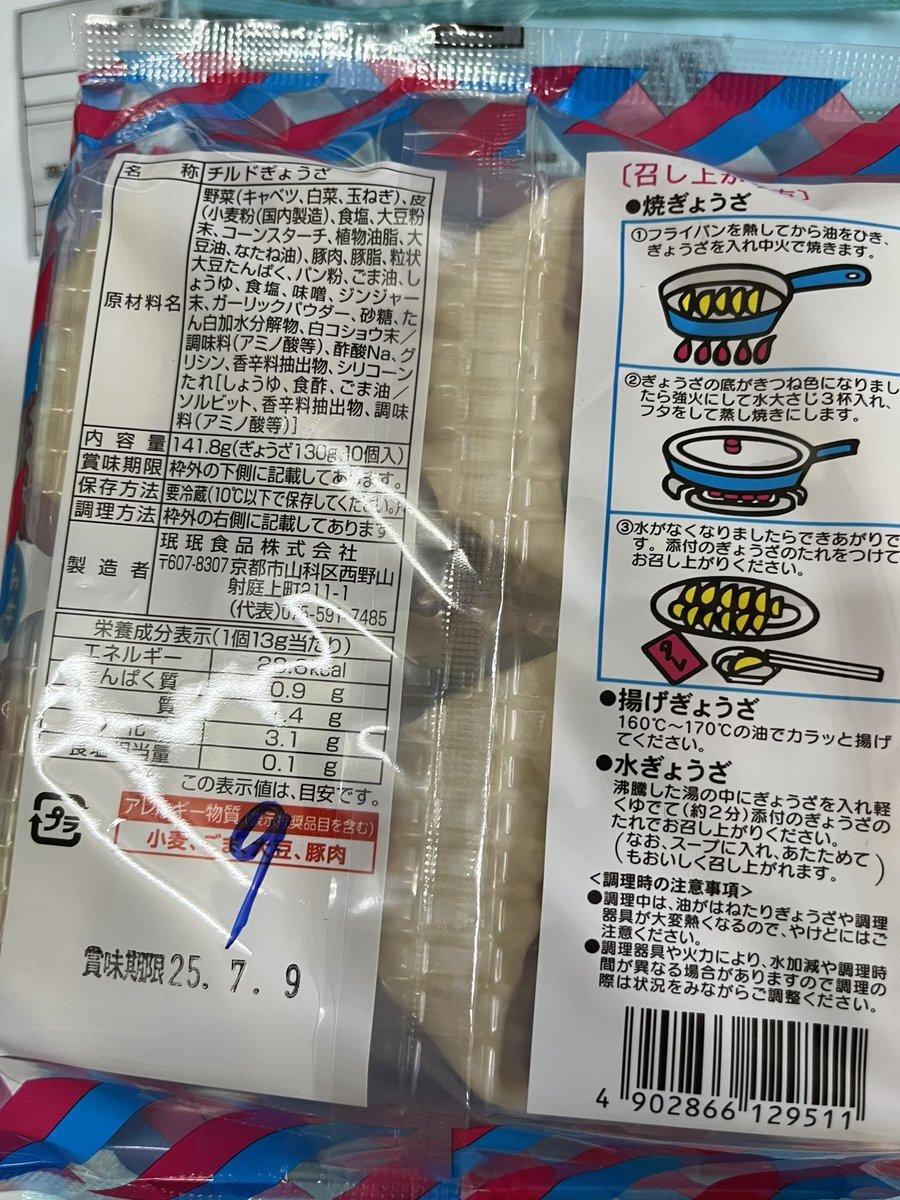 名称 チルドぎょうざ
原材料名
野菜(キャベツ、白菜、玉ねぎ)、皮
(小麦粉(国内製造)、食塩、大豆粉
末、コーンスターチ、植物油脂、大
豆油、なたね油)、豚肉、豚脂、粒状
大豆たんぱく、パン粉、ごま油、し
ょうゆ、食塩、味噌、ジンジャー
末、ガーリックパウダー、砂糖、た
ん白加水分解物、白コショウ末/
調味料(アミノ酸等)、酢酸Na、グ
リシン、香辛料抽出物、シリコーン
たれ[しょうゆ、食酢、ごま油/
ソルビット、香辛料抽出物、調味
料(アミノ酸等)]
内容量 141.8g(ぎょうざ130g,10個入)
賞味期限 枠外の下側に記載してあります。
保存方法 要冷蔵(10℃以下で保存してください。)
調理方法 枠外の右側に記載してあります
製造者
珉珉食品株式会社
〒607-8307 京都市山科区西野山
射庭上町211-1
(代表)075-591-7485
栄養成分表示(1個13g当たり)
エネルギー .6kcal
んぱく質 0.9 g
質 .4 g
3.1 g
食塩相当量 0.1 g
この表示値は、目安です。
プラ
アレルギー物質(表示推奨品目を含む)
小麦、ごま、大豆、豚肉
9
賞味期限25.7.9
[召し上が
●焼ぎょうざ
①フライパンを熱してから油をひき、
ぎょうざを入れ中火で焼きます。
②ぎょうざの底がきつね色になりまし
たら強火にして水大さじ3杯入れ、
フタをして蒸し焼きにします。
③水がなくなりましたらできあがりで
す。添付のぎょうざのたれをつけて
お召し上がりください。
●揚げぎょうざ
160℃〜170℃の油でカラッと揚げ
てください。
●水ぎょうざ
沸騰した湯の中にぎょうざを入れ軽
くゆでて(約2分)添付のぎょうざの
たれでお召し上がりください。
(なお、スープに入れ、あたためて
もおいしく召し上がれます。)
<調理時の注意事項>
●調理中は、油がはねたりぎょうざや調理
器具が大変熱くなるので、やけどにはご
注意ください。
●調理器具や火力により、水加減や調理時
間が異なる場合がありますので調理の
際は状況をみながらご調整ください。
4 902866 129511